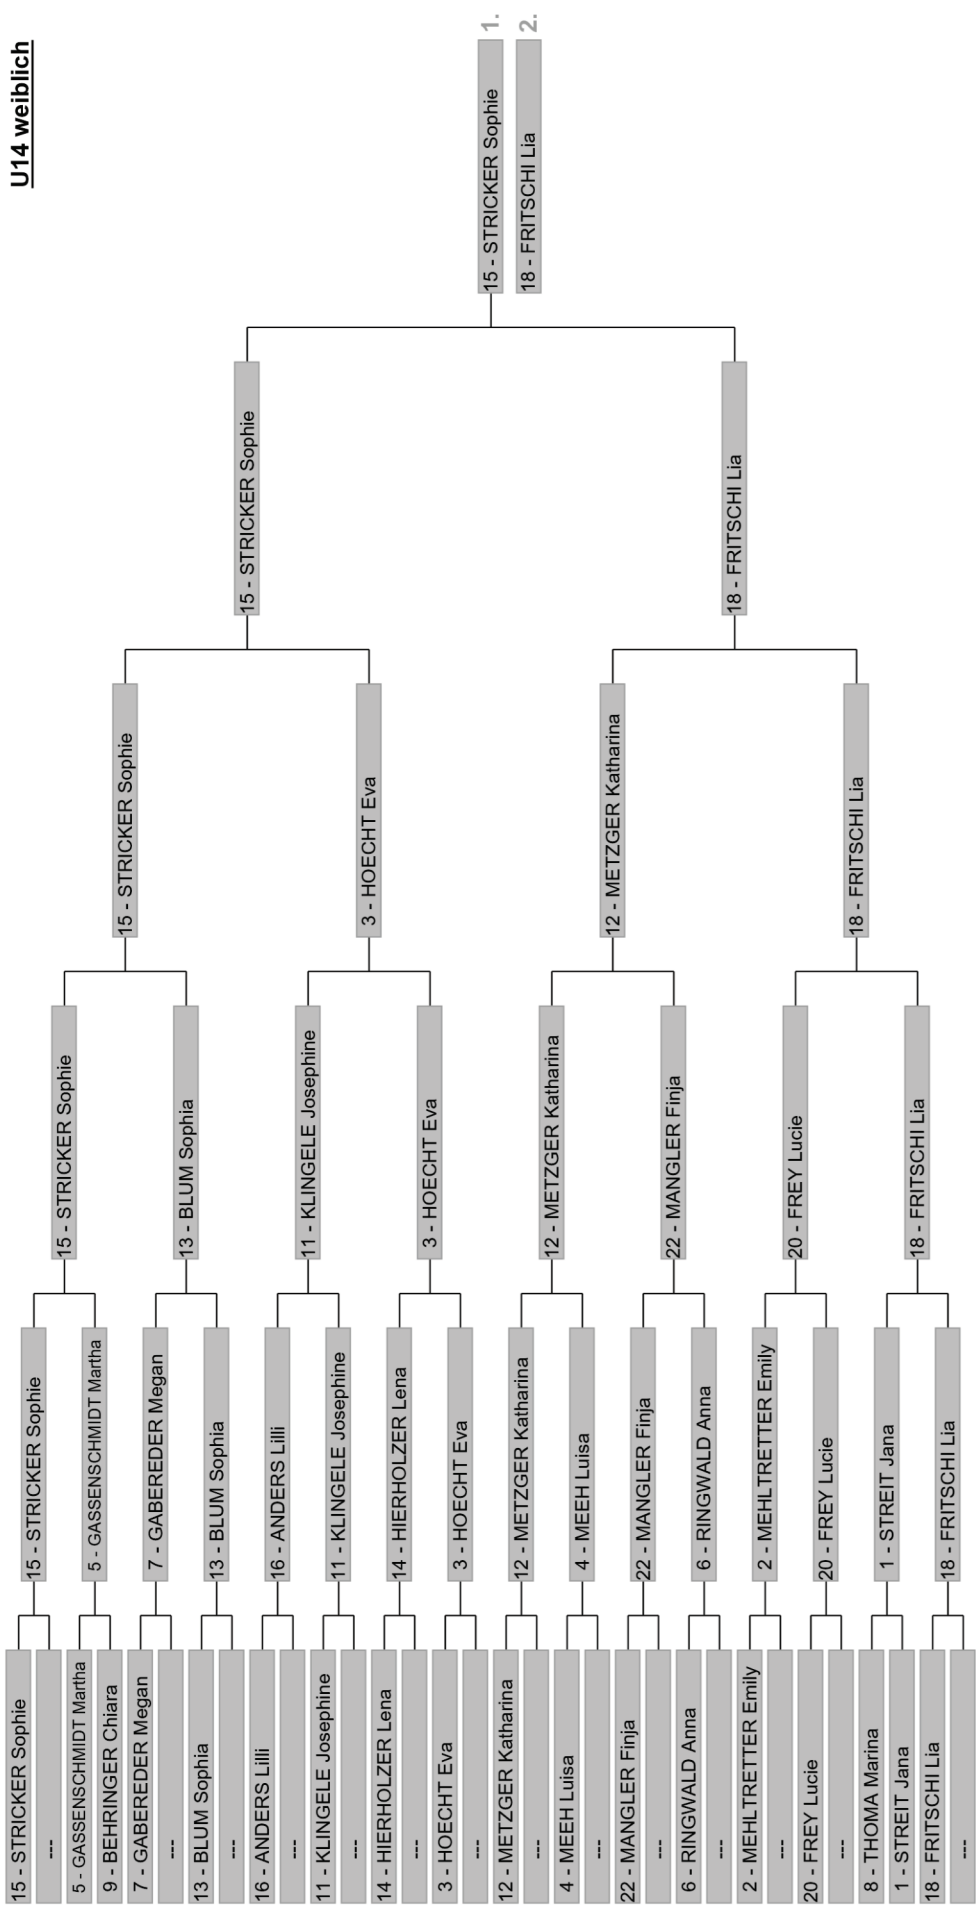 U14 weiblich
15 - STRICKER Sophie
---
5 - GASSENSCHMIDT Martha
9 - BEHRINGER Chiara
7 - GABEREDER Megan
---
13 - BLUM Sophia
---
16 - ANDERS Lilli
---
11 - KLINGELE Josephine
---
14 - HIERHOLZER Lena
---
3 - HOECHT Eva
---
12 - METZGER Katharina
---
4 - MEEH Luisa
---
22 - MANGLER Finja
---
6 - RINGWALD Anna
---
2 - MEHLTRETTER Emily
---
20 - FREY Lucie
---
8 - THOMA Marina
1 - STREIT Jana
18 - FRITSCHI Lia
---
15 - STRICKER Sophie
5 - GASSENSCHMIDT Martha
7 - GABEREDER Megan
13 - BLUM Sophia
16 - ANDERS Lilli
11 - KLINGELE Josephine
14 - HIERHOLZER Lena
3 - HOECHT Eva
12 - METZGER Katharina
4 - MEEH Luisa
22 - MANGLER Finja
6 - RINGWALD Anna
2 - MEHLTRETTER Emily
20 - FREY Lucie
1 - STREIT Jana
18 - FRITSCHI Lia
15 - STRICKER Sophie
13 - BLUM Sophia
11 - KLINGELE Josephine
3 - HOECHT Eva
12 - METZGER Katharina
22 - MANGLER Finja
20 - FREY Lucie
18 - FRITSCHI Lia
15 - STRICKER Sophie
3 - HOECHT Eva
12 - METZGER Katharina
18 - FRITSCHI Lia
15 - STRICKER Sophie
18 - FRITSCHI Lia
15 - STRICKER Sophie 1.
18 - FRITSCHI Lia 2.